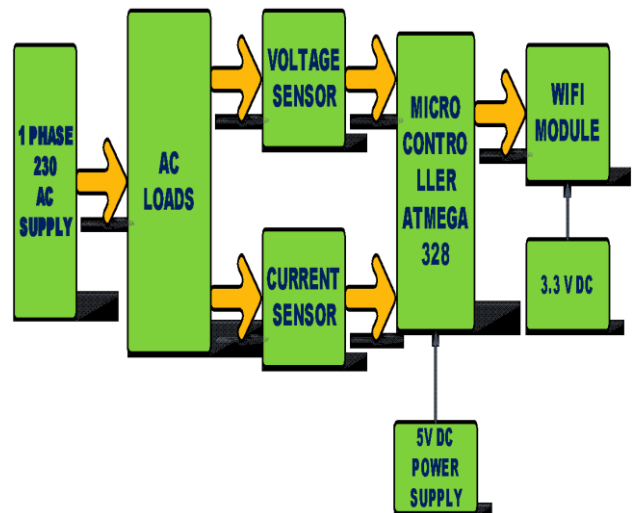 1 PHASE
230
AC
SUPPLY
AC
LOADS
VOLTAGE
SENSOR
CURRENT
SENSOR
MICRO
CONTRO
LLER
ATMEGA
328
WIFI
MODULE
3.3 V DC
5V DC
POWER
SUPPLY